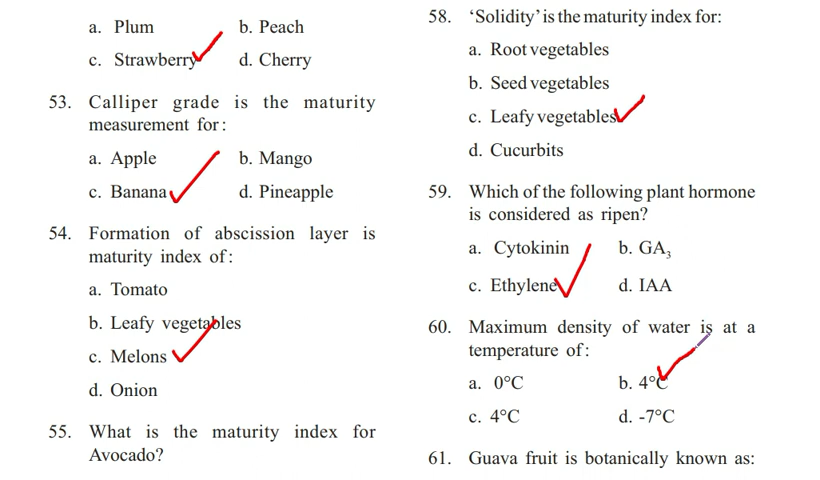 a. Plum b. Peach
c. Strawberry d. Cherry
53. Calliper grade is the maturity
measurement for:
a. Apple b. Mango
c. Banana d. Pineapple
54. Formation of abscission layer is
maturity index of:
a. Tomato
b. Leafy vegetables
c. Melons
d. Onion
55. What is the maturity index for
Avocado?
58. ‘Solidity’ is the maturity index for:
a. Root vegetables
b. Seed vegetables
c. Leafy vegetables
d. Cucurbits
59. Which of the following plant hormone
is considered as ripen?
a. Cytokinin b. GA₃
c. Ethylene d. IAA
60. Maximum density of water is at a
temperature of:
a. 0°C b. 4°C
c. 4°C d. -7°C
61. Guava fruit is botanically known as: